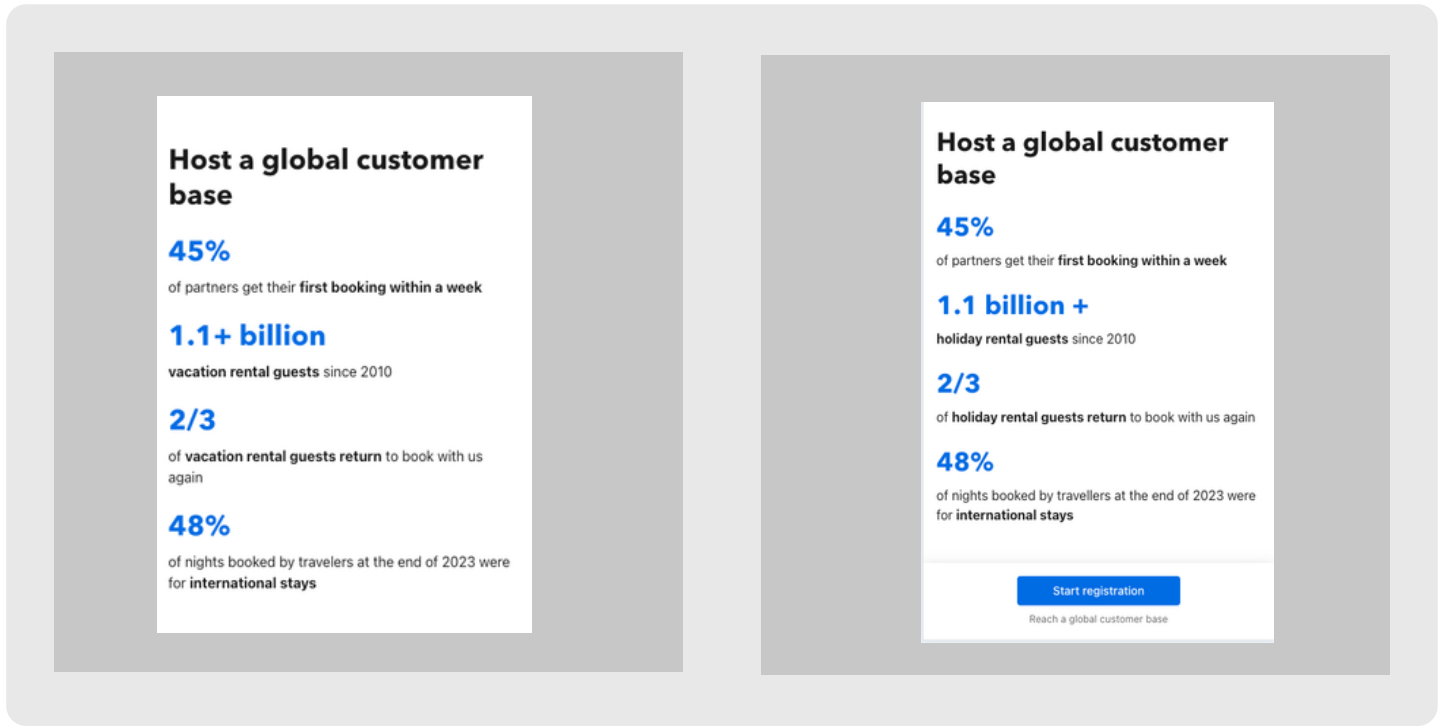 Host a global customer
base
45%
of partners get their first booking within a week
1.1+ billion
vacation rental guests since 2010
2/3
of vacation rental guests return to book with us
again
48%
of nights booked by travelers at the end of 2023 were
for international stays
Host a global customer
base
45%
of partners get their first booking within a week
1.1 billion +
holiday rental guests since 2010
2/3
of holiday rental guests return to book with us again
48%
of nights booked by travellers at the end of 2023 were
for international stays
Start registration
Reach a global customer base